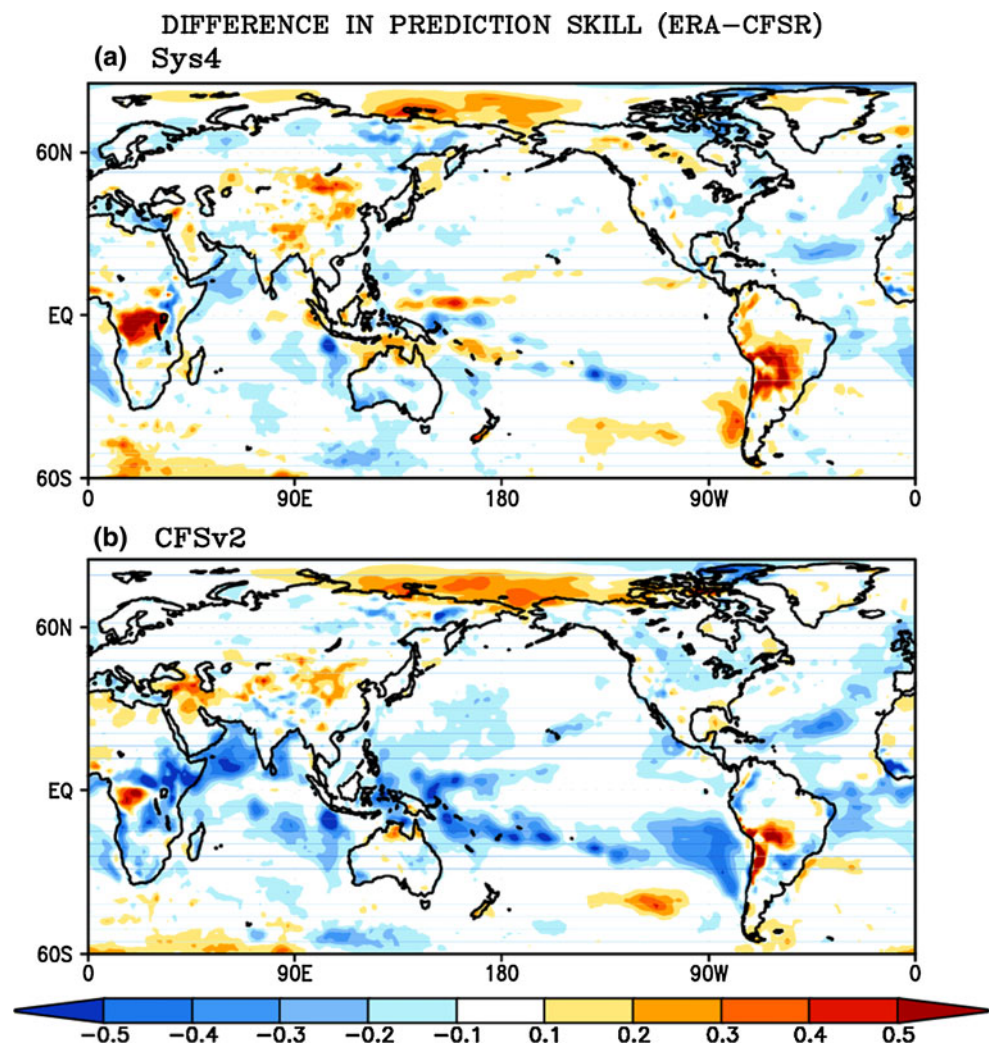 DIFFERENCE IN PREDICTION SKILL (ERA−CFSR)
(a) Sys4
60N
EQ
60S
0 90E 180 90W 0
(b) CFSv2
60N
EQ
60S
0 90E 180 90W 0
−0.5 −0.4 −0.3 −0.2 −0.1 0.1 0.2 0.3 0.4 0.5